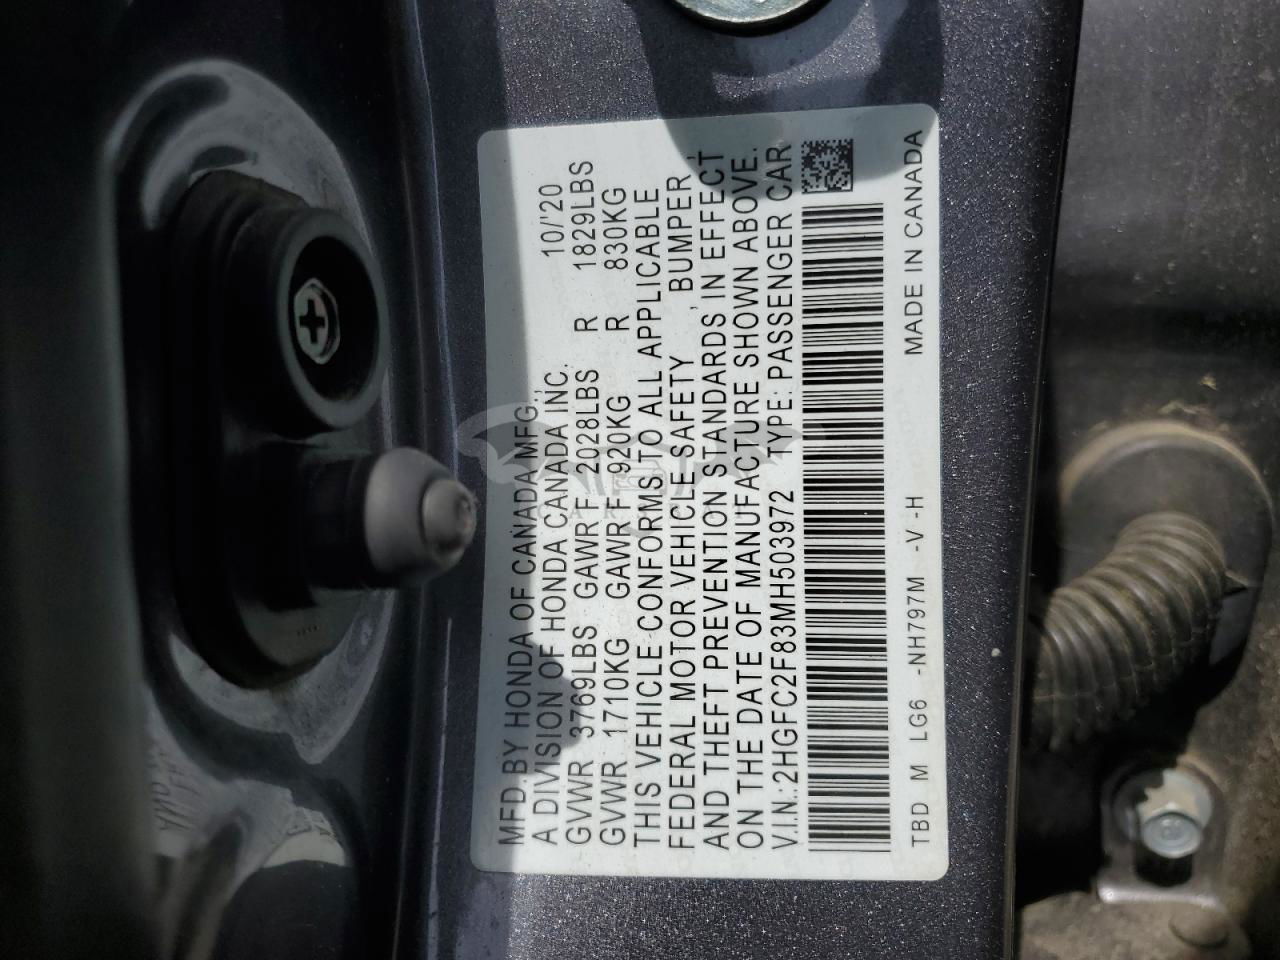 MFD. BY HONDA OF CANADA MFG.,
A DIVISION OF HONDA CANADA INC. 10/'20
GVWR 3769LBS GAWR F 2028LBS R 1829LBS
GVWR 1710KG GAWR F 920KG R 830KG
THIS VEHICLE CONFORMS TO ALL APPLICABLE
FEDERAL MOTOR VEHICLE SAFETY , BUMPER ,
AND THEFT PREVENTION STANDARDS IN EFFECT
ON THE DATE OF MANUFACTURE SHOWN ABOVE.
V.I.N.: 2HGFC2F83MH503972 TYPE: PASSENGER CAR
TBD M LG6 -NH797M -V -H MADE IN CANADA